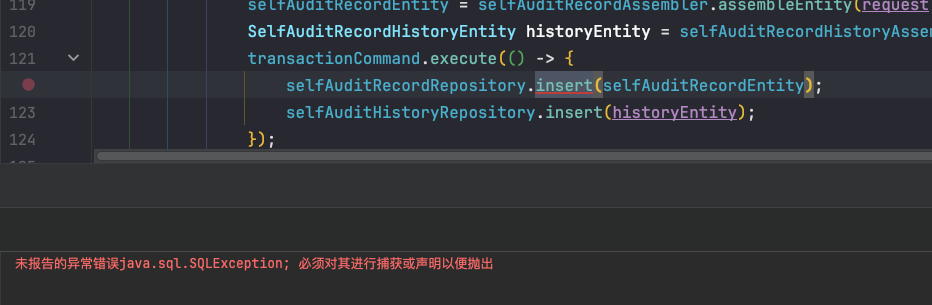 119 selfAuditRecordEntity = selfAuditRecordAssembler.assembleEntity(request
120 SelfAuditRecordHistoryEntity historyEntity = selfAuditRecordHistoryAsse
121 transactionCommand.execute(() -> {
selfAuditRecordRepository.insert(selfAuditRecordEntity);
123 selfAuditHistoryRepository.insert(historyEntity);
124 });
未报告的异常错误java.sql.SQLException; 必须对其进行捕获或声明以便抛出